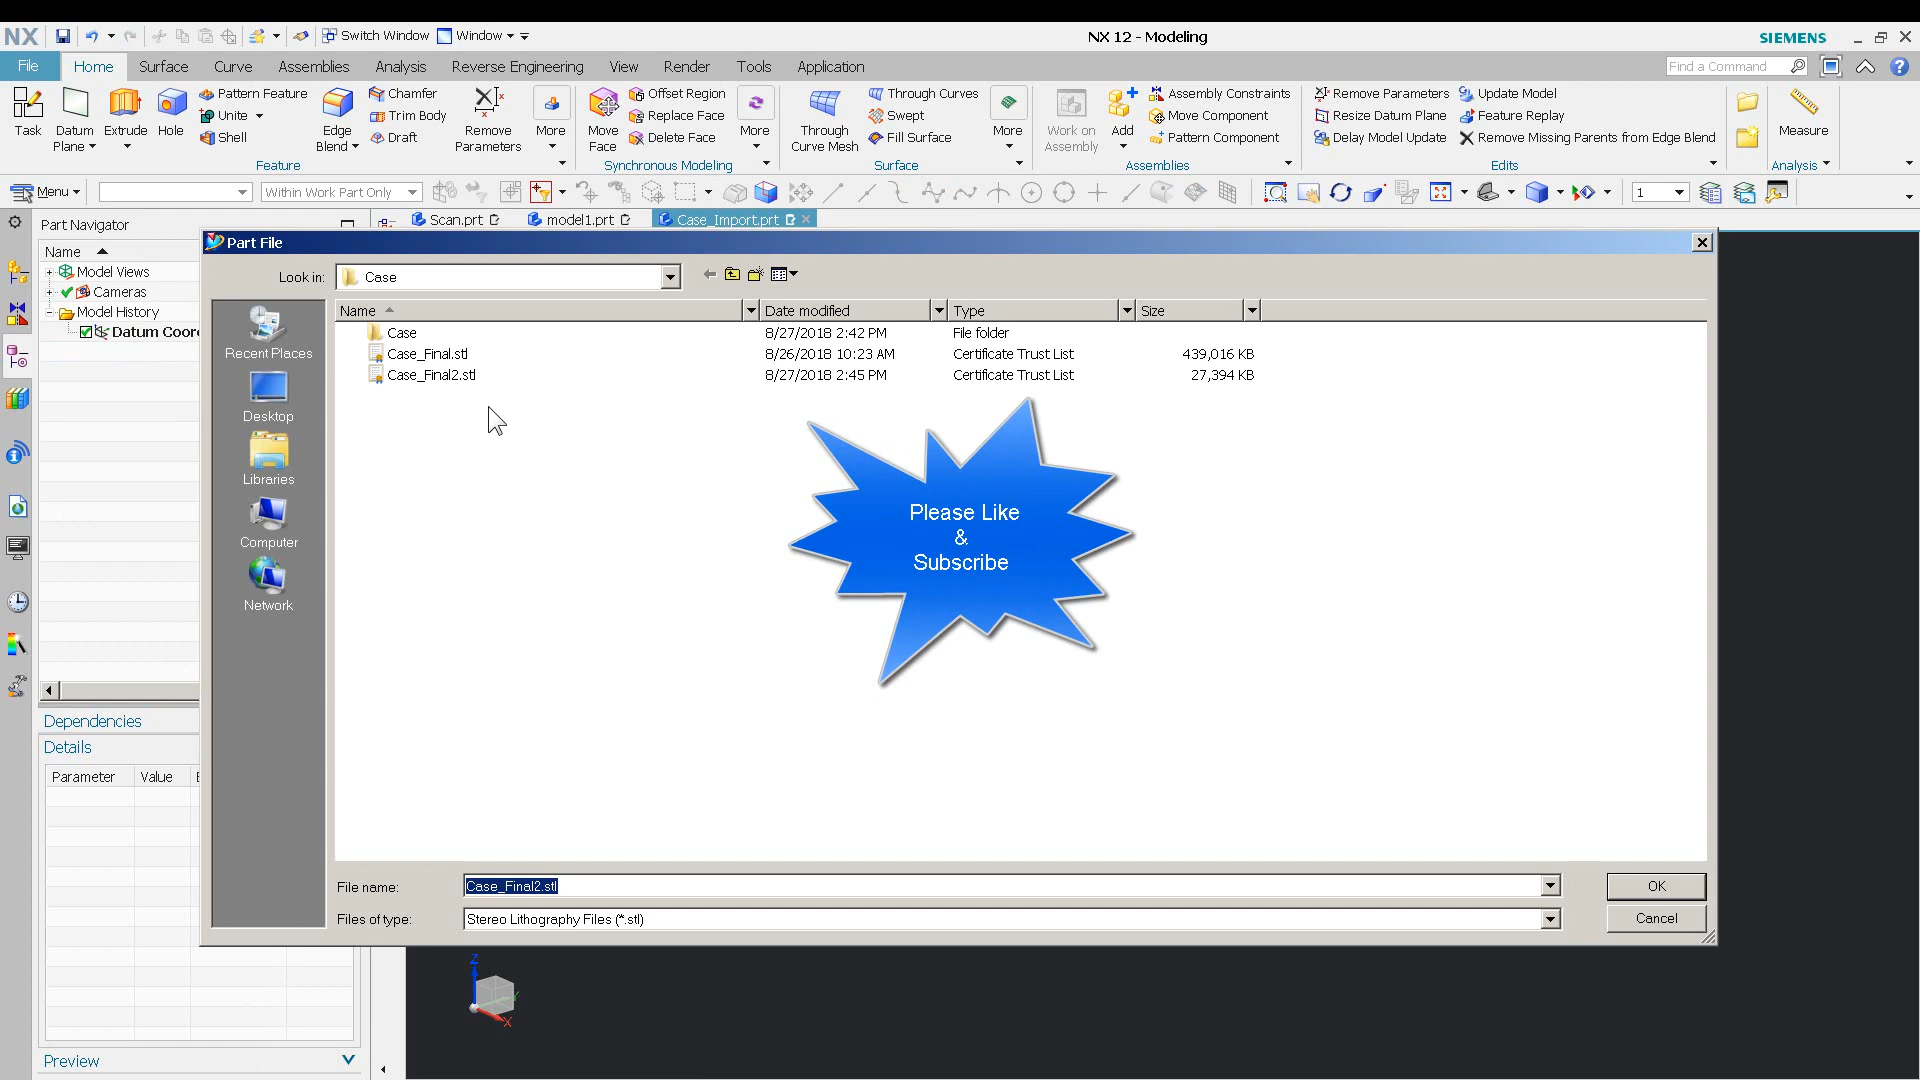 NX
Switch Window
Window
NX 12 - Modeling
SIEMENS
File
Home
Surface
Curve
Assemblies
Analysis
Reverse Engineering
View
Render
Tools
Application
Find a Command
Task
Datum Plane
Extrude
Hole
Pattern Feature
Unite
Shell
Edge Blend
Chamfer
Trim Body
Draft
Remove Parameters
More
Feature
Move Face
Offset Region
Replace Face
Delete Face
More
Synchronous Modeling
Through Curve Mesh
Through Curves
Swept
Fill Surface
More
Surface
Work on Assembly
Add
Assembly Constraints
Move Component
Pattern Component
Assemblies
Remove Parameters
Resize Datum Plane
Delay Model Update
Update Model
Feature Replay
Remove Missing Parents from Edge Blend
Edits
Measure
Analysis
Menu
Within Work Part Only
1
Part Navigator
Scan.prt
model1.prt
Case_Import.prt
Name
Model Views
Cameras
Model History
Datum Coor
Part File
Look in:
Case
Name
Date modified
Type
Size
Case 8/27/2018 2:42 PM File folder
Case_Final.stl 8/26/2018 10:23 AM Certificate Trust List 439,016 KB
Case_Final2.stl 8/27/2018 2:45 PM Certificate Trust List 27,394 KB
Recent Places
Desktop
Libraries
Computer
Network
Please Like
&
Subscribe
File name:
Case_Final2.stl
OK
Files of type:
Stereo Lithography Files (*.stl)
Cancel
Dependencies
Details
Parameter
Value
Preview
Z
Y
X